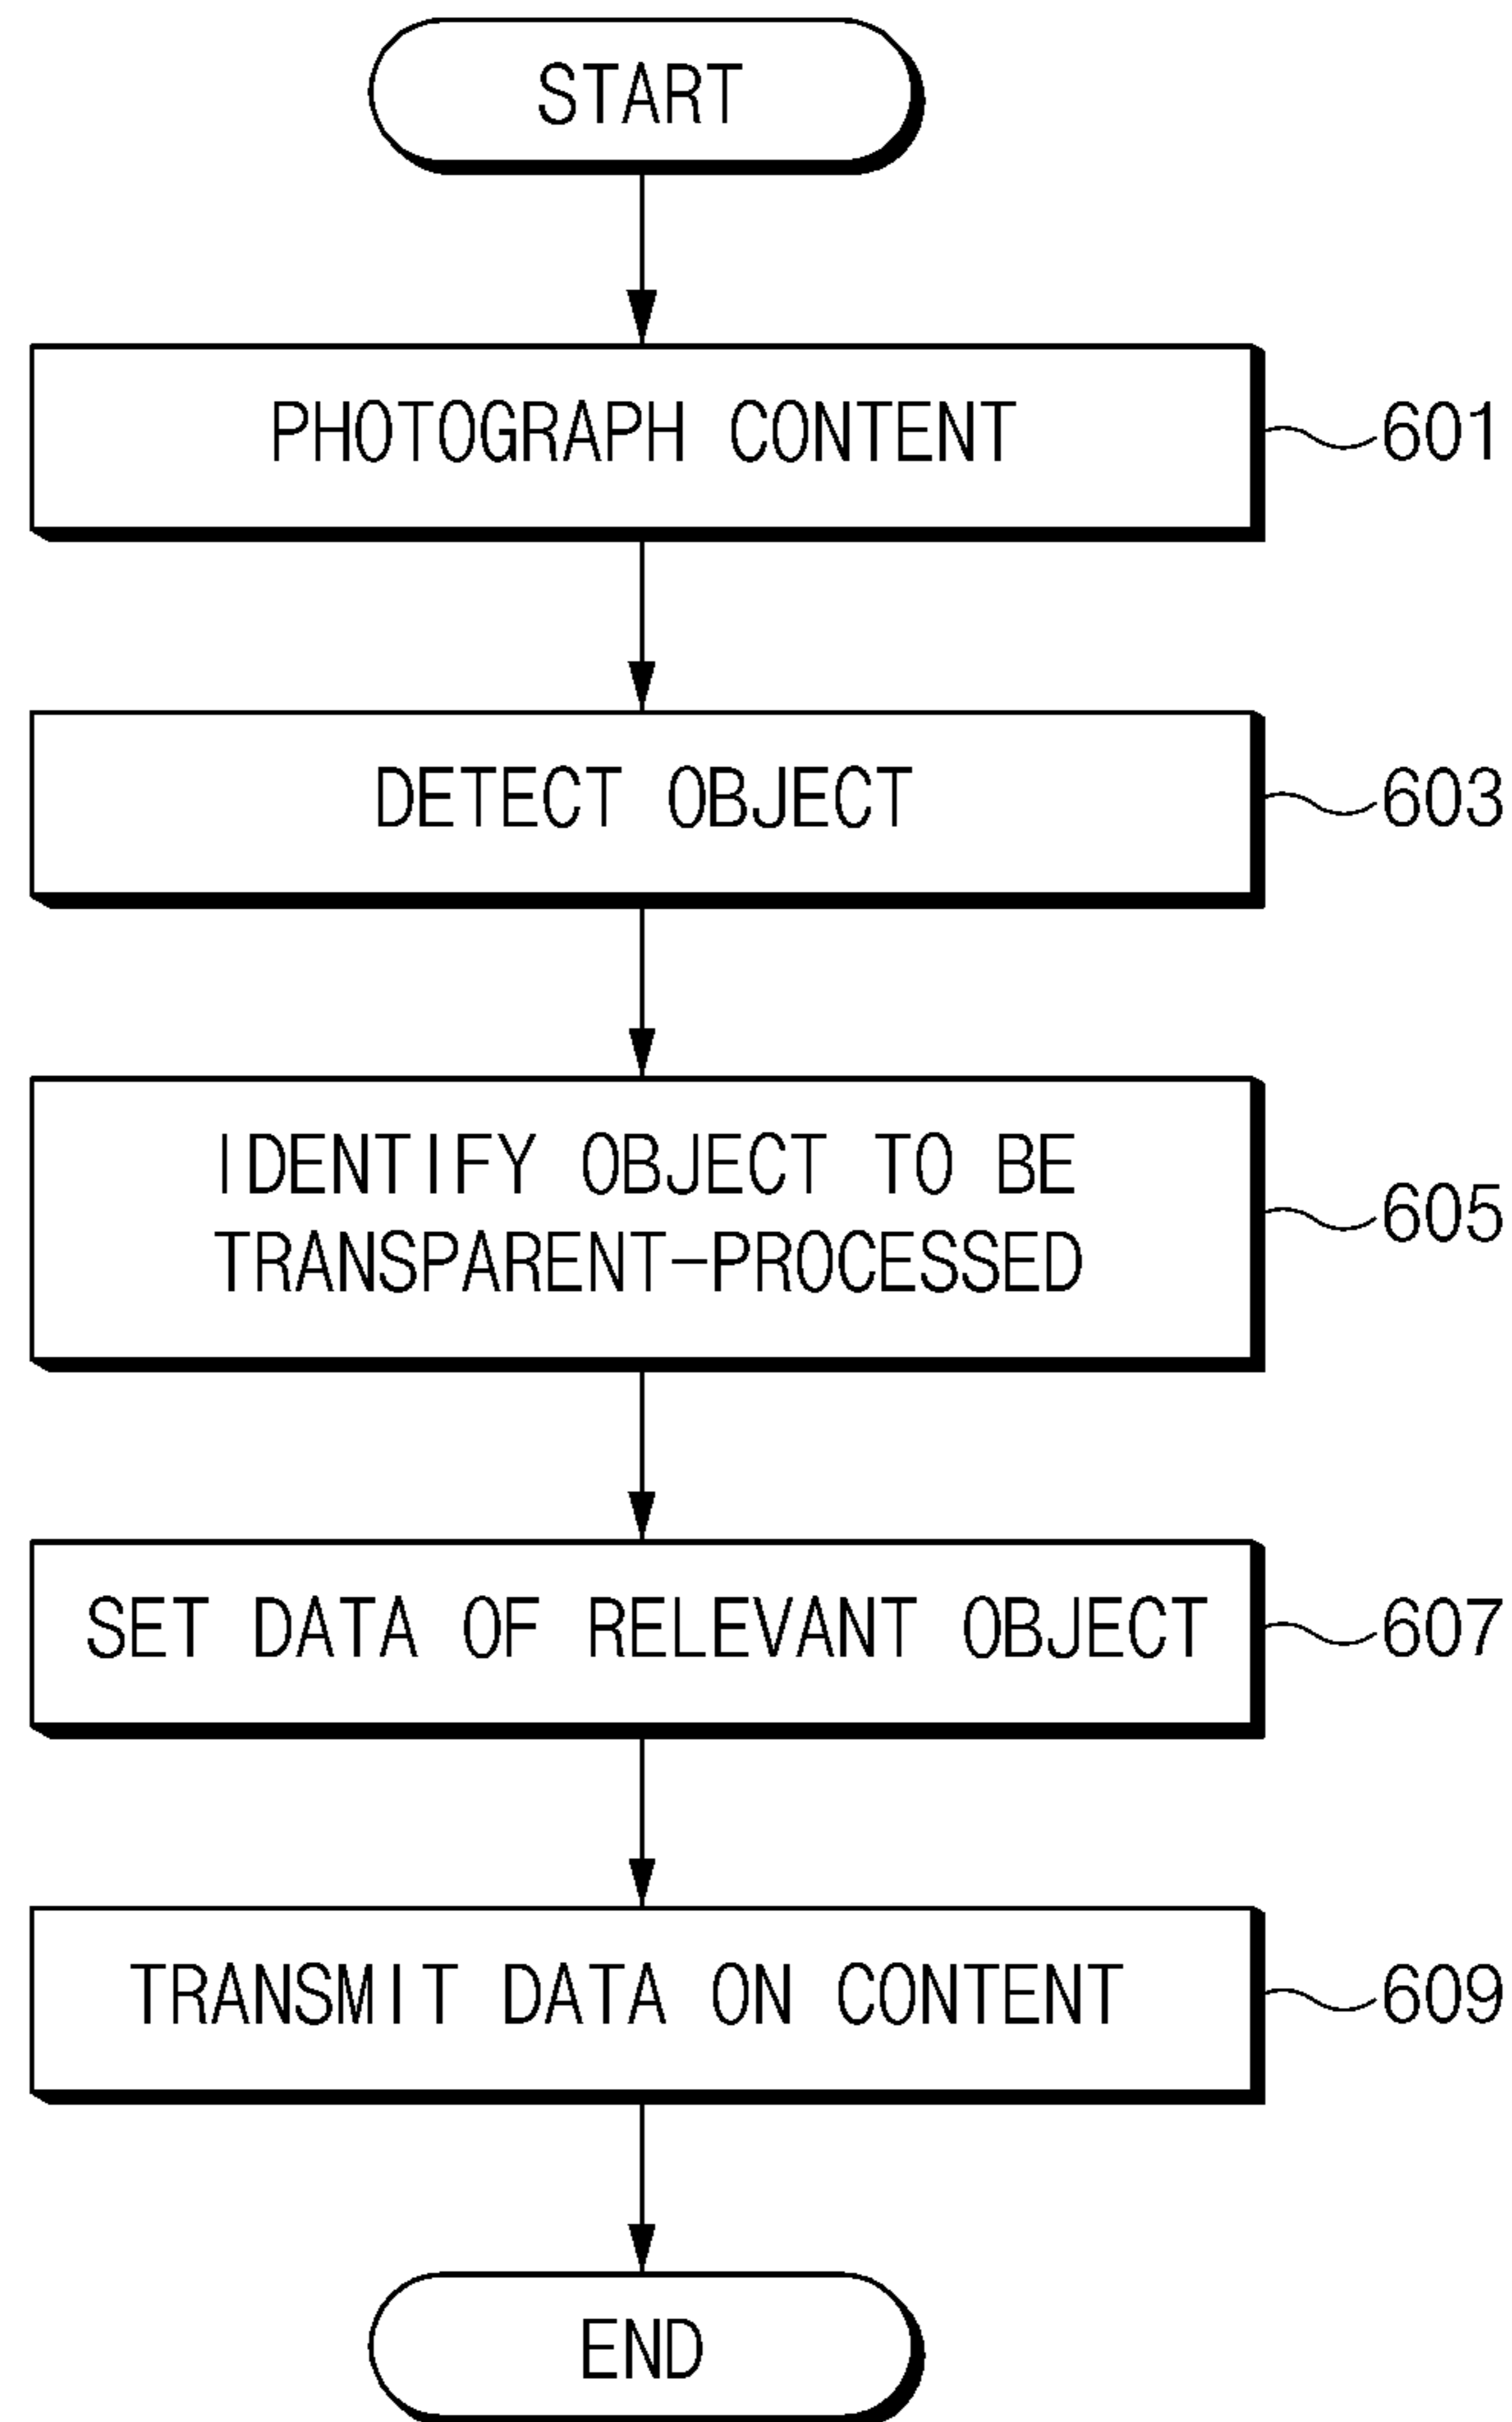 START
PHOTOGRAPH CONTENT
601
DETECT OBJECT
603
IDENTIFY OBJECT TO BE
TRANSPARENT-PROCESSED
605
SET DATA OF RELEVANT OBJECT
607
TRANSMIT DATA ON CONTENT
609
END